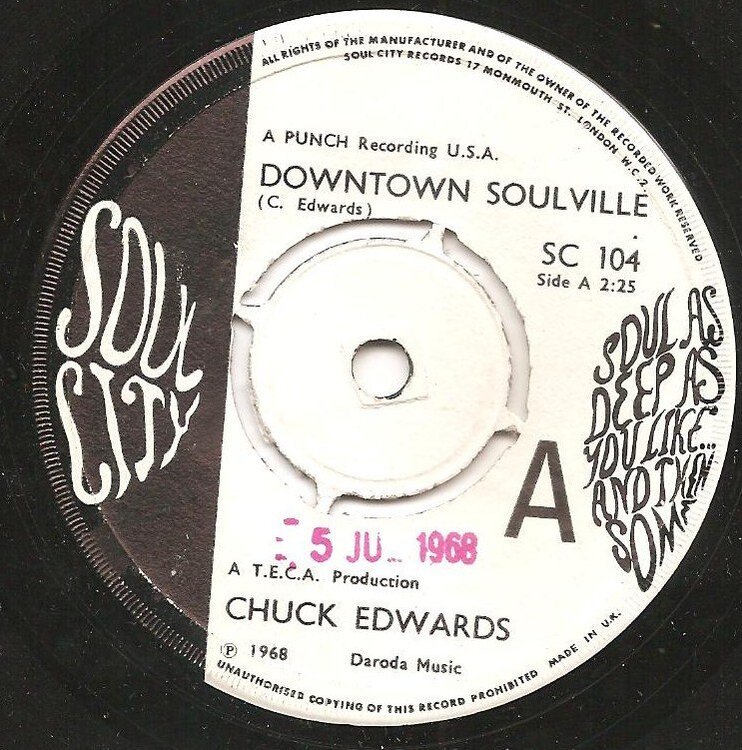 ALL RIGHTS OF THE MANUFACTURER AND OF THE OWNER OF THE RECORDED WORK RESERVED
SOUL CITY RECORDS 17 MONMOUTH ST. LONDON W.C.2.
A PUNCH Recording U.S.A.
DOWNTOWN SOULVILLE
(C. Edwards)
SC 104
Side A 2:25
SOUL
CITY
SOUL AS
DEEP AS
YOU LIKE...
AND THEN
SOME
A
5 JU 1968
A T.E.C.A. Production
CHUCK EDWARDS
Ⓟ 1968
Daroda Music
UNAUTHORISED COPYING OF THIS RECORD PROHIBITED MADE IN U.K.